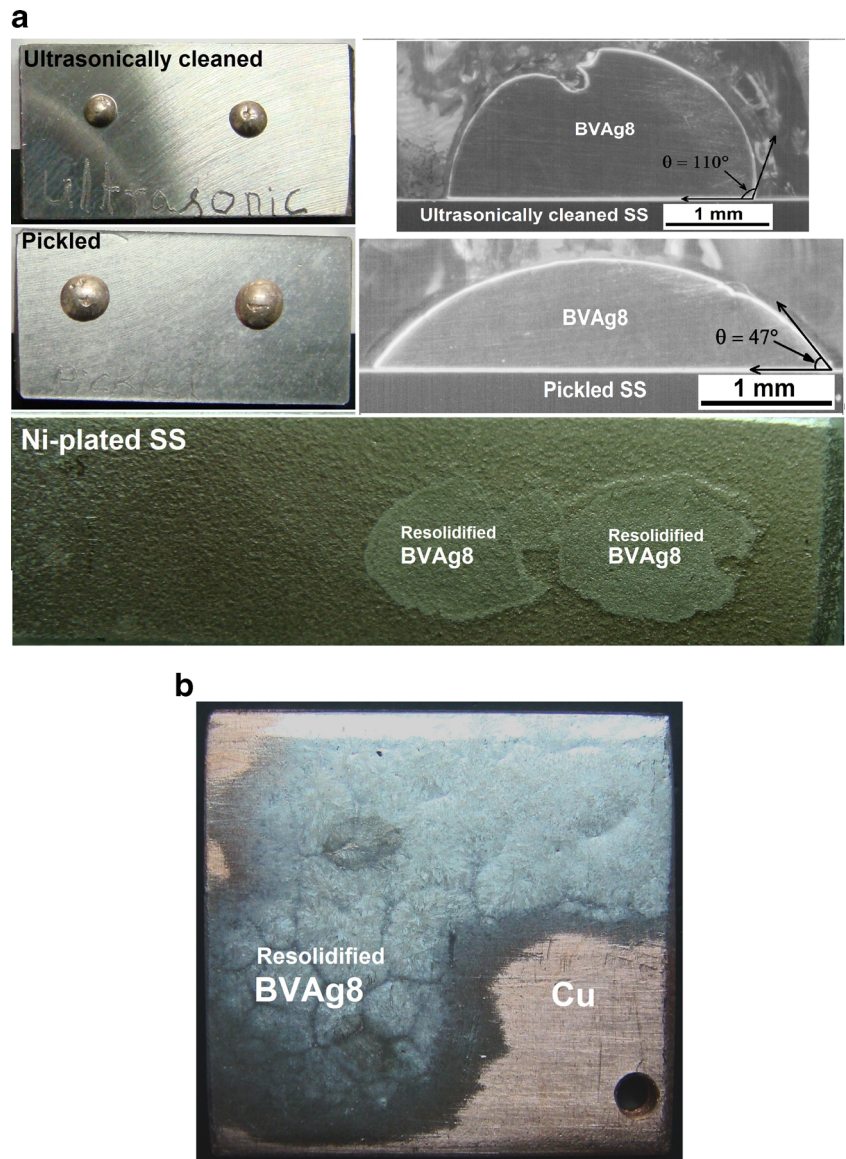 a
Ultrasonically cleaned
ultrasonic
BVAg8
θ = 110°
Ultrasonically cleaned SS
1 mm
Pickled
BVAg8
θ = 47°
Pickled SS
1 mm
Ni-plated SS
Resolidified
BVAg8
Resolidified
BVAg8
b
Resolidified
BVAg8
Cu